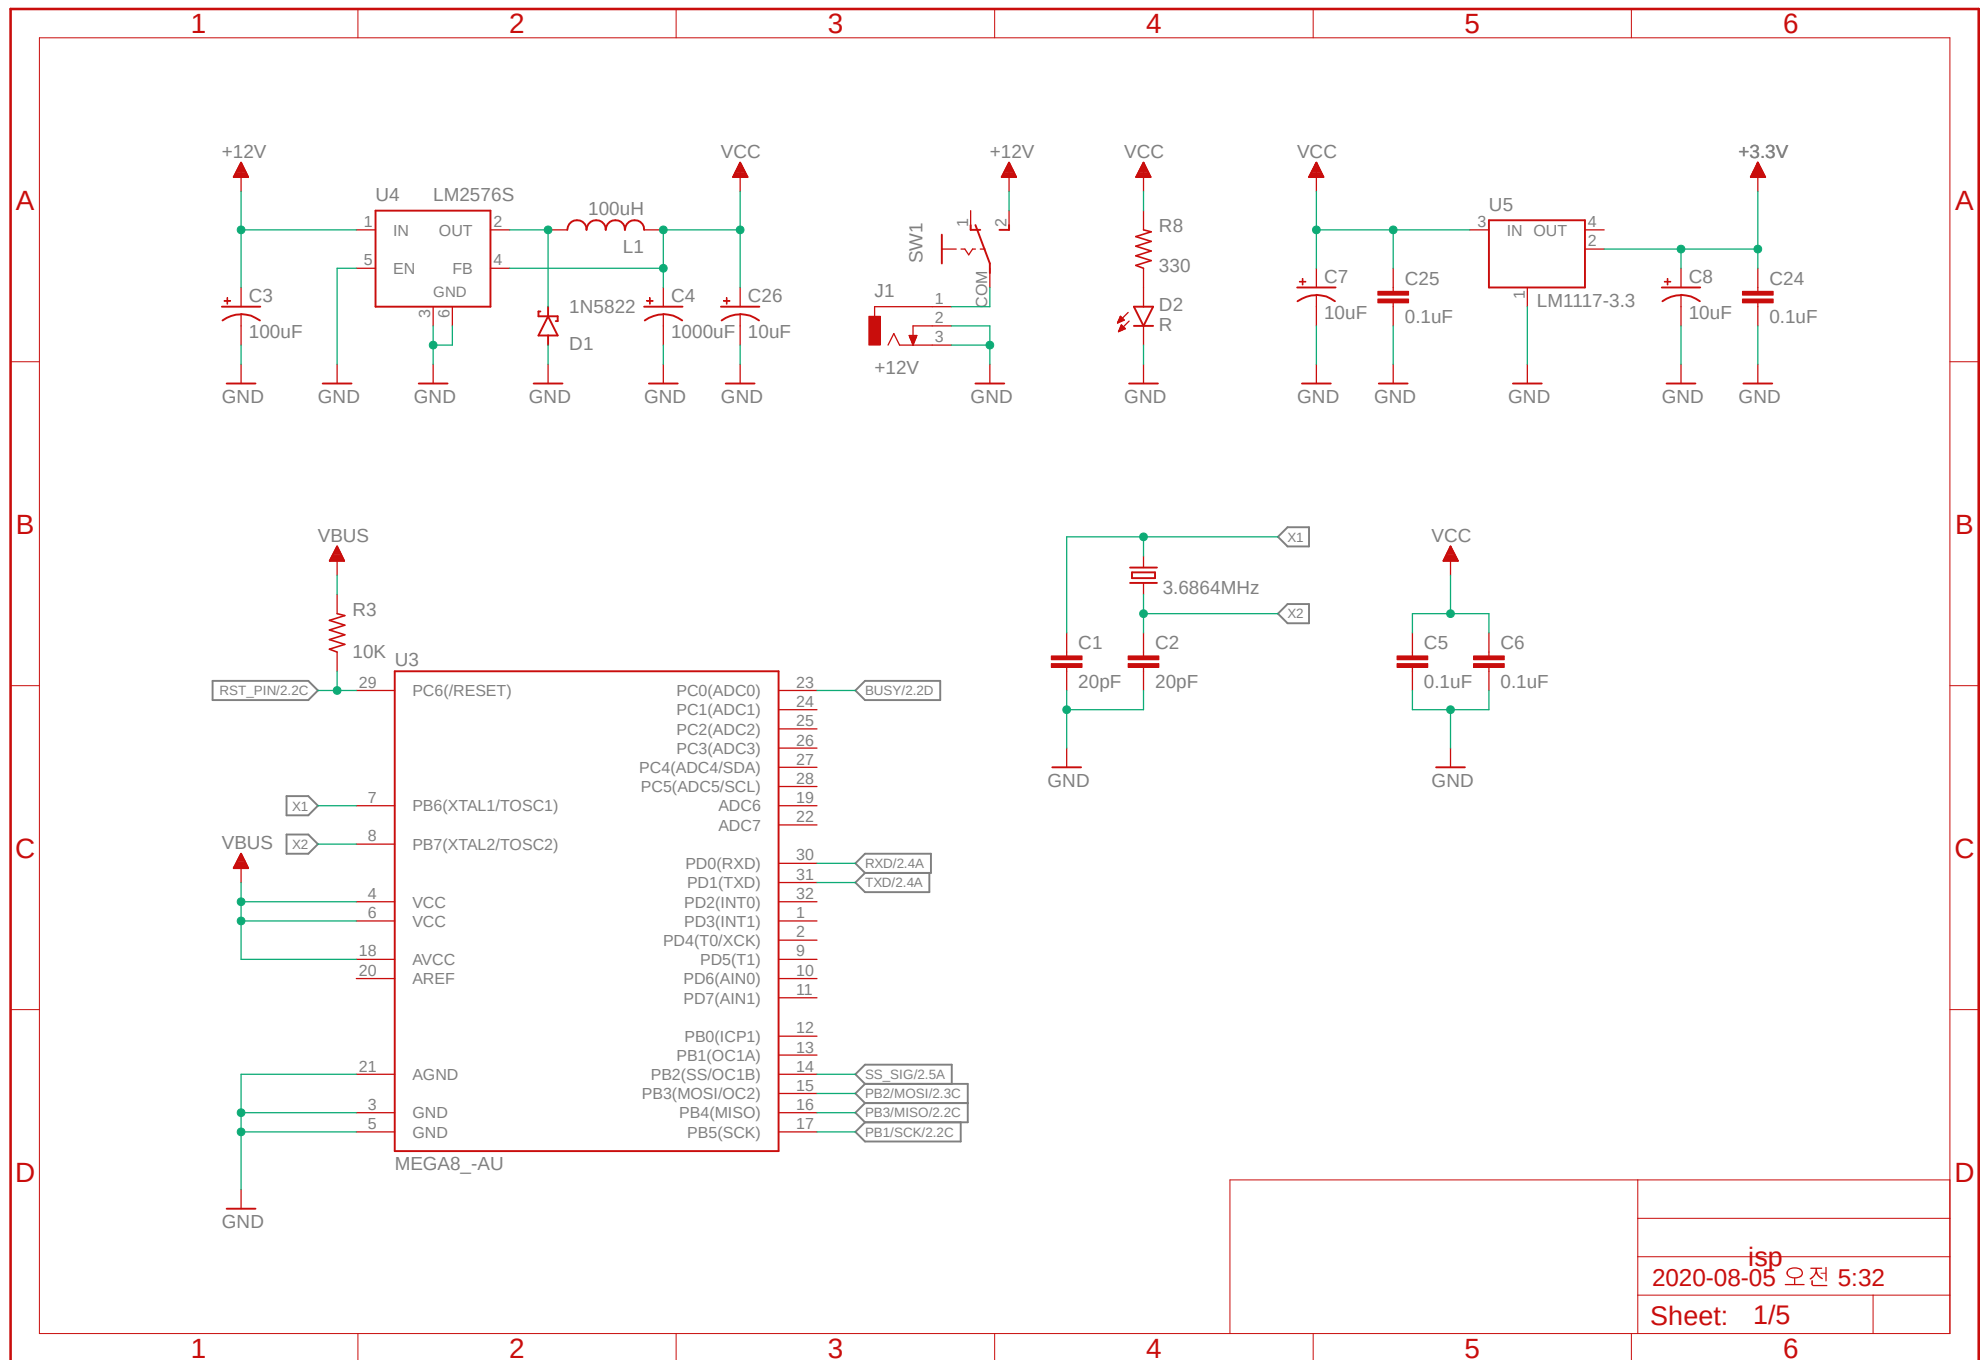 1 2 3 4 5 6
A A
B B
C C
D D
+12V
U4 LM2576S
1 IN OUT 2
5 EN FB 4
GND
3 6
C3
100uF
100uH
L1
1N5822
D1
VCC
C4
1000uF
C26
10uF
GND GND GND GND GND GND
+12V
SW1
1 2
COM
J1
1
2
3
+12V
GND
VCC
R8
330
D2
R
GND
VCC
C7
10uF
C25
0.1uF
U5
3 IN OUT 4
2
1
LM1117-3.3
+3.3V
C8
10uF
C24
0.1uF
GND GND GND GND GND
VBUS
R3
10K
U3
RST_PIN/2.2C 29 PC6(/RESET)
X1 7 PB6(XTAL1/TOSC1)
X2 8 PB7(XTAL2/TOSC2)
VBUS
4 VCC
6 VCC
18 AVCC
20 AREF
21 AGND
3 GND
5 GND
GND
MEGA8_-AU
PC0(ADC0) 23 BUSY/2.2D
PC1(ADC1) 24
PC2(ADC2) 25
PC3(ADC3) 26
PC4(ADC4/SDA) 27
PC5(ADC5/SCL) 28
ADC6 19
ADC7 22
PD0(RXD) 30 RXD/2.4A
PD1(TXD) 31 TXD/2.4A
PD2(INT0) 32
PD3(INT1) 1
PD4(T0/XCK) 2
PD5(T1) 9
PD6(AIN0) 10
PD7(AIN1) 11
PB0(ICP1) 12
PB1(OC1A) 13
PB2(SS/OC1B) 14 SS_SIG/2.5A
PB3(MOSI/OC2) 15 PB2/MOSI/2.3C
PB4(MISO) 16 PB3/MISO/2.2C
PB5(SCK) 17 PB1/SCK/2.2C
X1
3.6864MHz
X2
C1
20pF
C2
20pF
GND
VCC
C5
0.1uF
C6
0.1uF
GND
isp
2020-08-05 오전 5:32
Sheet: 1/5
1 2 3 4 5 6